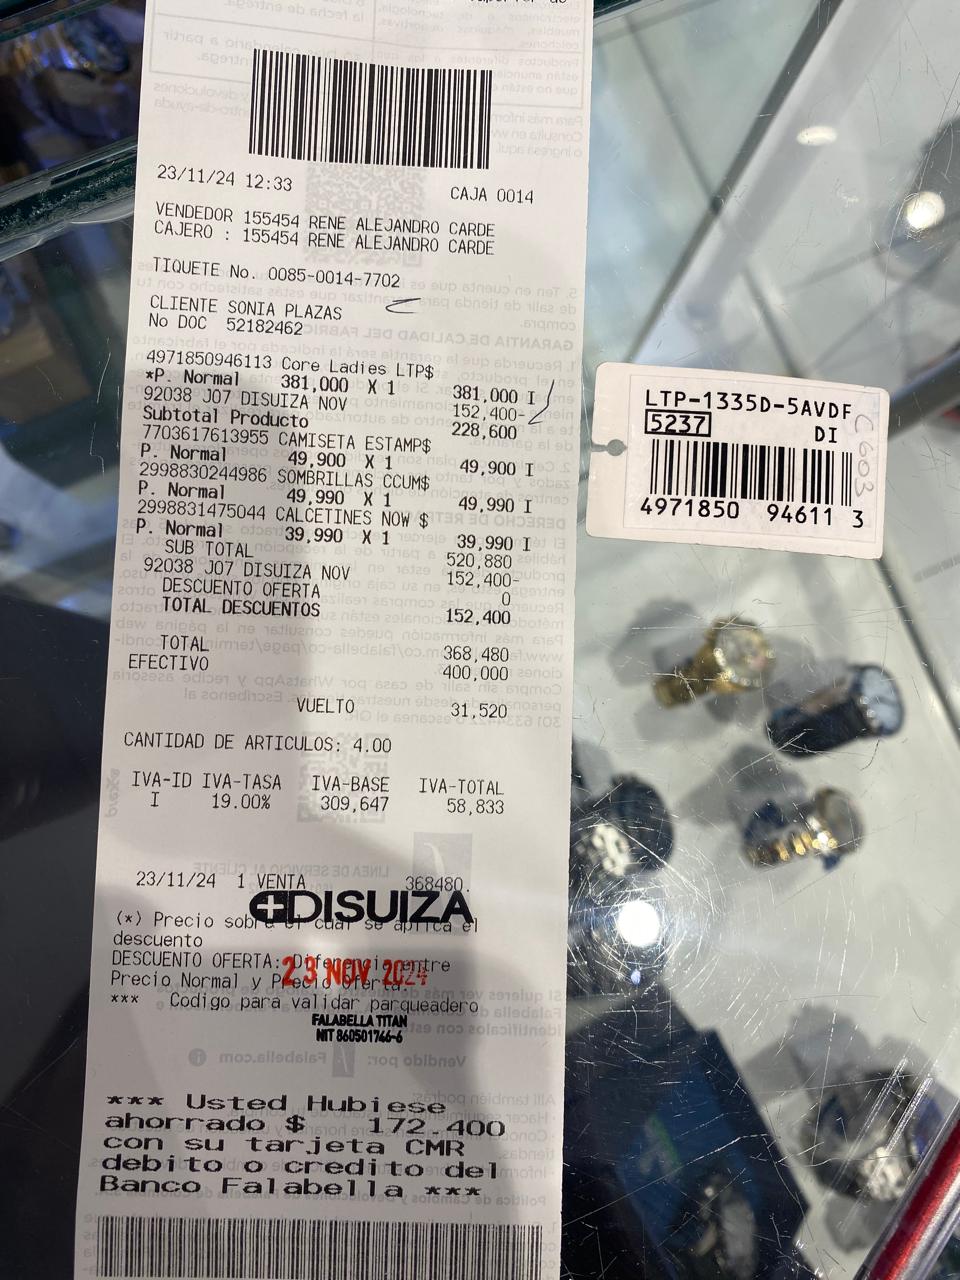 23/11/24 12:33 CAJA 0014
VENDEDOR 155454 RENE ALEJANDRO CARDE
CAJERO : 155454 RENE ALEJANDRO CARDE
TIQUETE No. 0085-0014-7702
CLIENTE SONIA PLAZAS
No DOC 52182462
4971850946113 Core Ladies LTP$
*P. Normal 381,000 X 1 381,000 I
92038 J07 DISUIZA NOV 152,400-
Subtotal Producto 228,600
7703617613955 CAMISETA ESTAMP$
P. Normal 49,900 X 1 49,900 I
2998830244986 SOMBRILLAS CCUM$
P. Normal 49,990 X 1 49,990 I
2998831475044 CALCETINES NOW $
P. Normal 39,990 X 1 39,990 I
SUB TOTAL 520,880
92038 J07 DISUIZA NOV 152,400-
DESCUENTO OFERTA 0
TOTAL DESCUENTOS 152,400
TOTAL 368,480
EFECTIVO 400,000
VUELTO 31,520
CANTIDAD DE ARTICULOS: 4.00
IVA-ID IVA-TASA IVA-BASE IVA-TOTAL
I 19.00% 309,647 58,833
23/11/24 1 VENTA 368480.
DISUIZA
(*) Precio sobre el cual se aplica el
descuento
DESCUENTO OFERTA: Diferencia entre
23 NOV 2024
Precio Normal y Precio Oferta.
*** Codigo para validar parqueadero
FALABELLA TITAN
NIT 860501746-6
*** Usted Hubiese
ahorrado $ 172.400
con su tarjeta CMR
debito o credito del
Banco Falabella ***
LTP-1335D-5AVDF
5237 DI
C603
4971850 94611 3